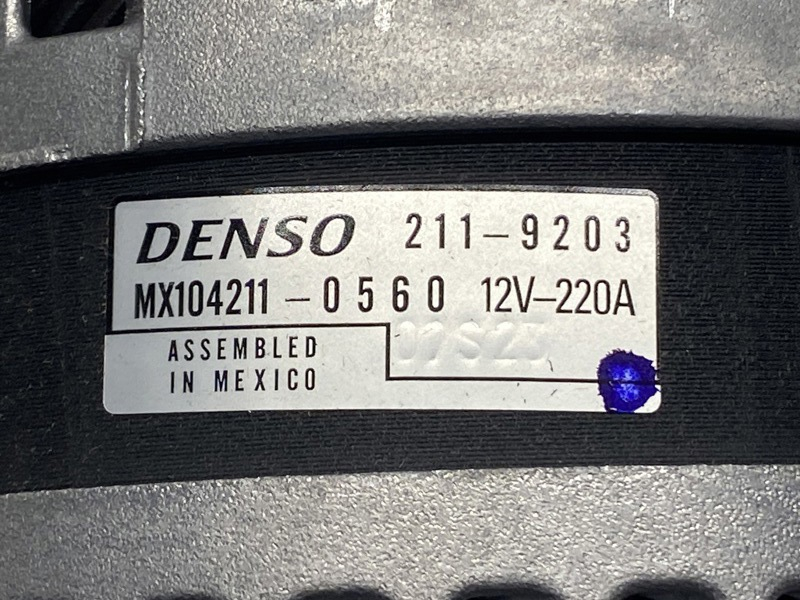 DENSO 211-9203
MX104211-0560 12V-220A
ASSEMBLED
IN MEXICO